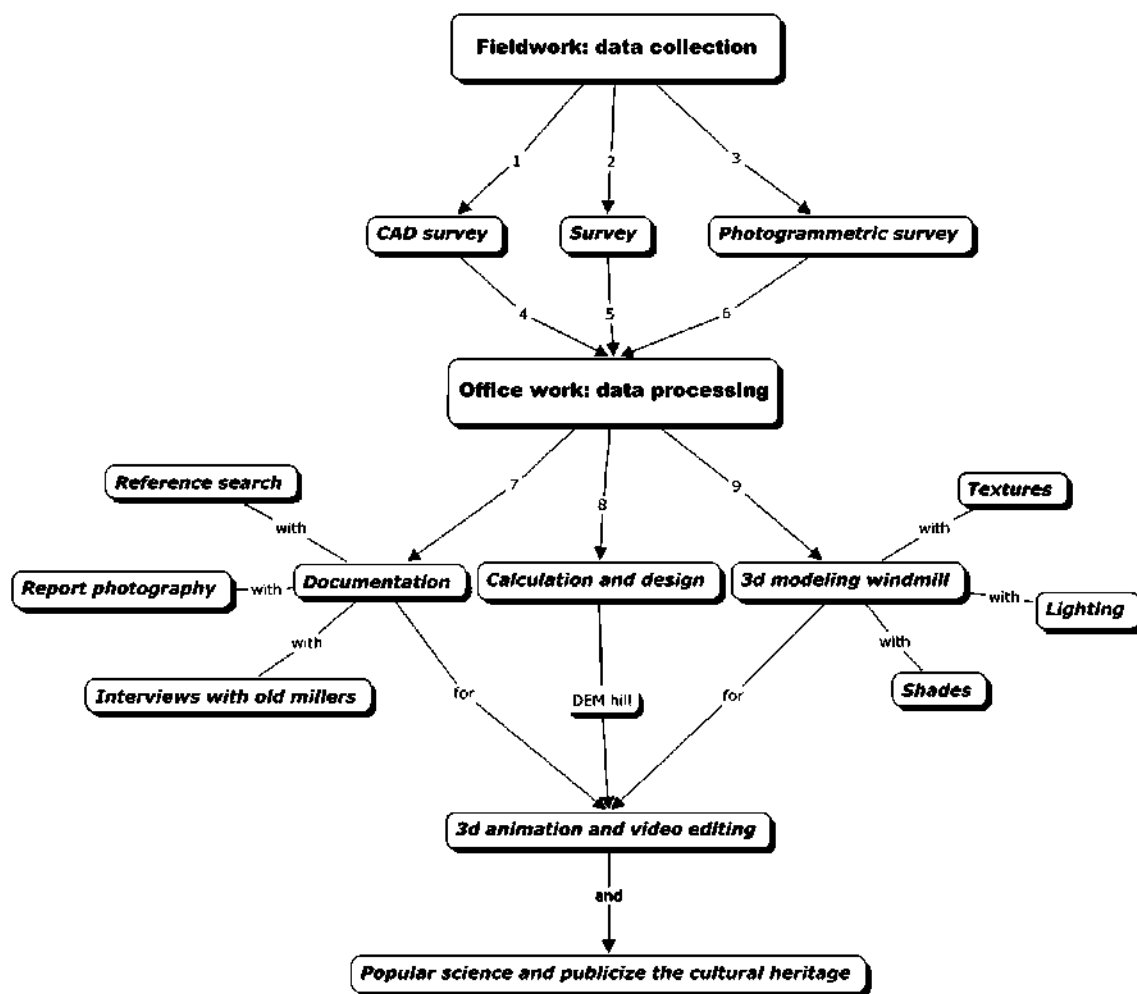 Fieldwork: data collection
1
2
3
CAD survey
Survey
Photogrammetric survey
4
5
6
Office work: data processing
Reference search
7
8
9
Textures
with
with
Report photography
with
Documentation
Calculation and design
3d modeling windmill
with
Lighting
with
with
Interviews with old millers
for
DEM hill
for
Shades
3d animation and video editing
and
Popular science and publicize the cultural heritage